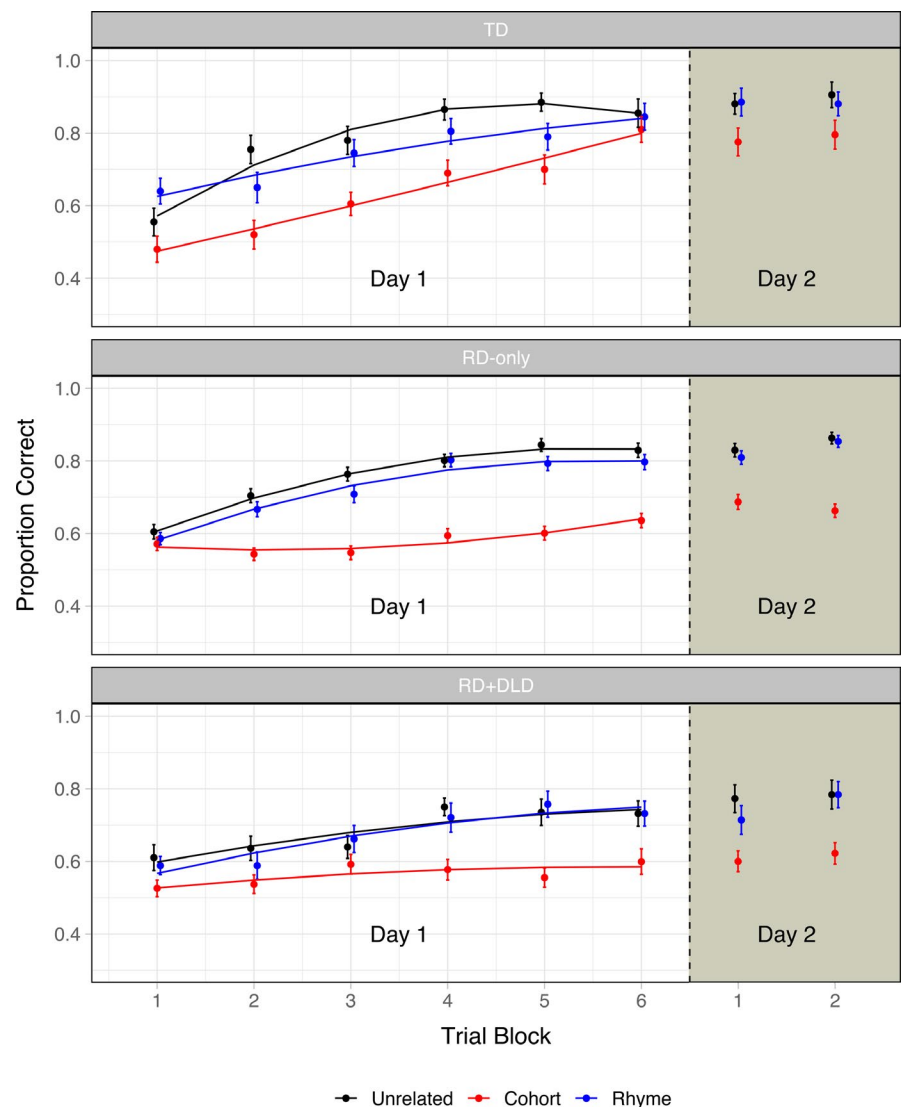 TD
1.0
0.8
0.6
0.4
Day 1
Day 2
RD-only
1.0
0.8
0.6
0.4
Day 1
Day 2
RD+DLD
1.0
0.8
0.6
0.4
Day 1
Day 2
Proportion Correct
1 2 3 4 5 6 1 2
Trial Block
Unrelated Cohort Rhyme